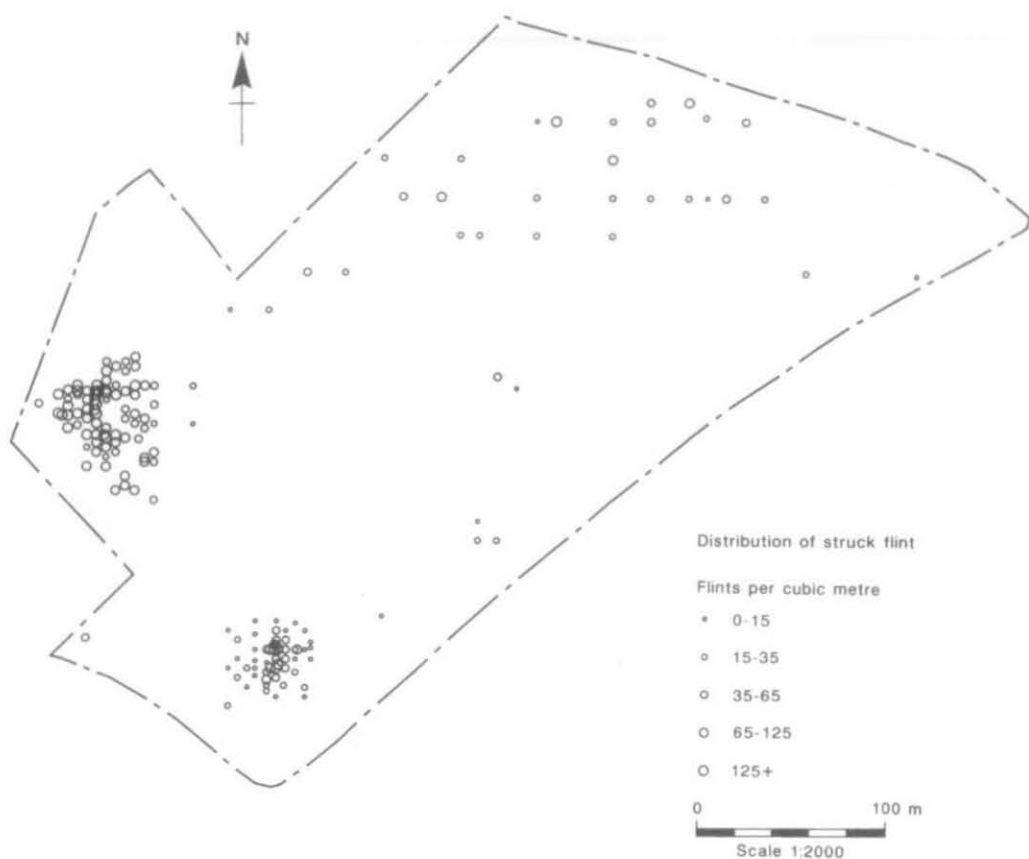 N
Distribution of struck flint
Flints per cubic metre
0-15
15-35
35-65
65-125
125+
0 100 m
Scale 1:2000